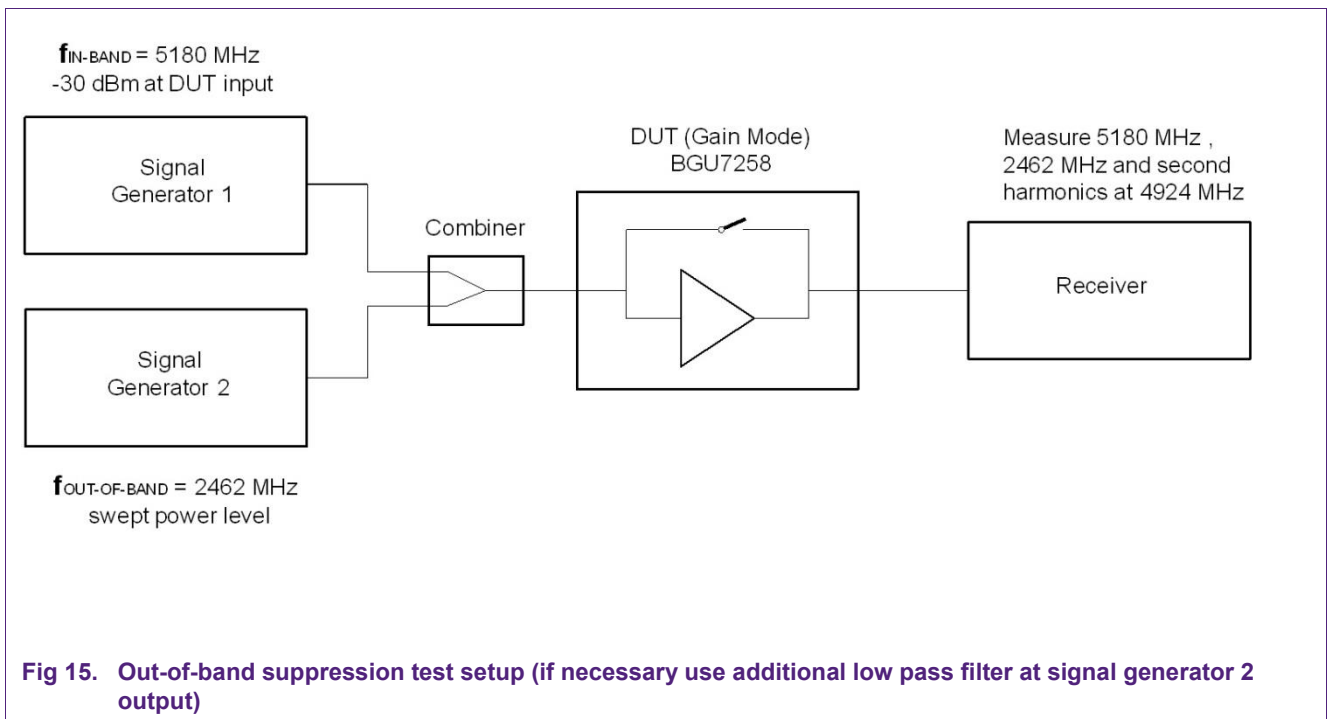 fIN-BAND = 5180 MHz
-30 dBm at DUT input
Signal
Generator 1
Combiner
DUT (Gain Mode)
BGU7258
Measure 5180 MHz ,
2462 MHz and second
harmonics at 4924 MHz
Receiver
Signal
Generator 2
fOUT-OF-BAND = 2462 MHz
swept power level
Fig 15. Out-of-band suppression test setup (if necessary use additional low pass filter at signal generator 2
output)